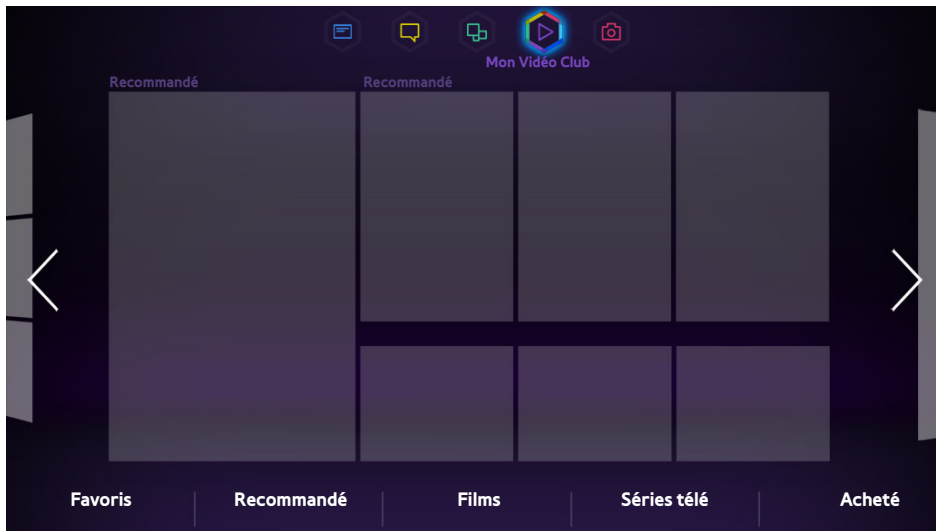 Mon Vidéo Club
Recommandé Recommandé
Favoris Recommandé Films Séries télé Acheté